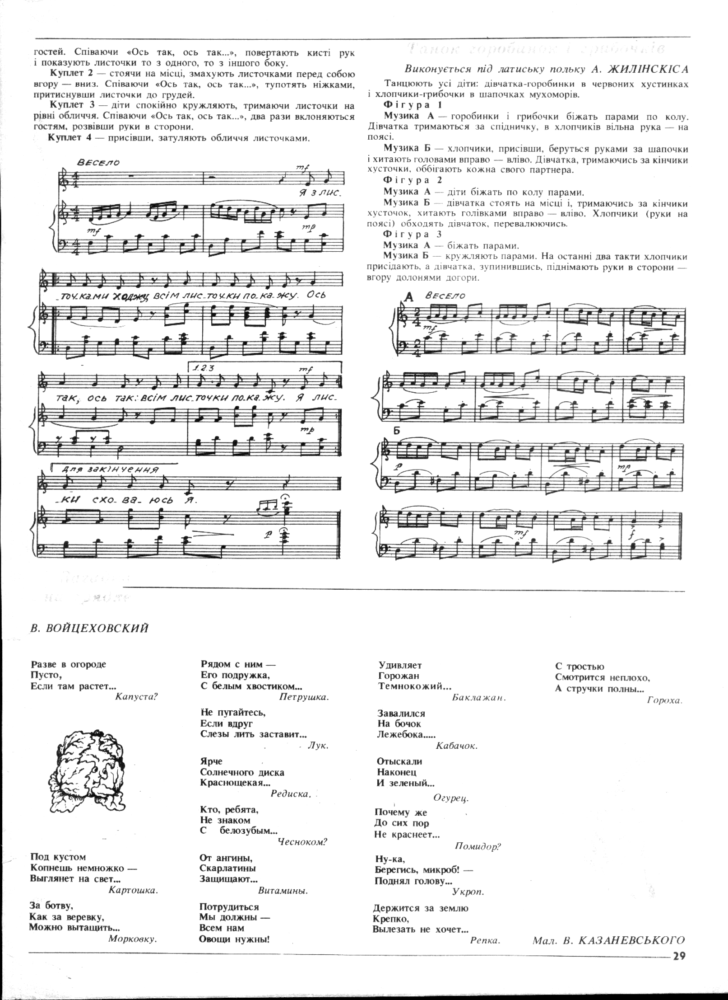 гостей. Співаючи «Ось так, ось так...», повертають кисті рук
і показують листочки то з одного, то з іншого боку.
Куплет 2 — стоячи на місці, змахують листочками перед собою
вгору — вниз. Співаючи «Ось так, ось так...», тупотять ніжками,
притиснувши листочки до грудей.
Куплет 3 — діти спокійно кружляють, тримаючи листочки на
рівні обличчя. Співаючи «Ось так, ось так...», два рази вклоняються
гостям, розвівши руки в сторони.
Куплет 4 — присівши, затуляють обличчя листочками.
Весело
mf
Я з лис.
mf
mp
_точ.ка.ми ходжу, всім лис_точки по_ка_жу. Ось
1.2.3
mf
так, ось так: всім лис_точки по.ка.жу. Я лис_
mp
Для закінчення
_ки схо_ва_ юсь я.
p
Танок горобинок і грибочків
Виконується під латиську польку А. ЖИЛІНСКІСА
Танцюють усі діти: дівчатка-горобинки в червоних хустинках
і хлопчики-грибочки в шапочках мухоморів.
Фігура 1
Музика А — горобинки і грибочки біжать парами по колу.
Дівчатка тримаються за спідничку, в хлопчиків вільна рука — на
поясі.
Музика Б — хлопчики, присівши, беруться руками за шапочки
і хитають головами вправо — вліво. Дівчатка, тримаючись за кінчики
хусточки, оббігають кожна свого партнера.
Фігура 2
Музика А — діти біжать по колу парами.
Музика Б — дівчатка стоять на місці і, тримаючись за кінчики
хусточок, хитають голівками вправо — вліво. Хлопчики (руки на
поясі) обходять дівчаток, перевалюючись.
Фігура 3
Музика А — біжать парами.
Музика Б — кружляють парами. На останні два такти хлопчики
присідають, а дівчатка, зупинившись, піднімають руки в сторони —
вгору долонями догори.
А Весело
mf
Б
p
mp
mf
f
В. ВОЙЦЕХОВСКИЙ
Разве в огороде
Пусто,
Если там растет...
Капуста?
Под кустом
Копнешь немножко —
Выглянет на свет...
Картошка.
За ботву,
Как за веревку,
Можно вытащить...
Морковку.
Рядом с ним —
Его подружка,
С белым хвостиком...
Петрушка.
Не пугайтесь,
Если вдруг
Слезы лить заставит...
Лук.
Ярче
Солнечного диска
Краснощекая...
Редиска.
Кто, ребята,
Не знаком
С белозубым...
Чесноком?
От ангины,
Скарлатины
Защищают...
Витамины.
Потрудиться
Мы должны —
Всем нам
Овощи нужны!
Удивляет
Горожан
Темнокожий...
Баклажан.
Завалился
На бочок
Лежебока.....
Кабачок.
Отыскали
Наконец
И зеленый...
Огурец.
Почему же
До сих пор
Не краснеет...
Помидор?
Ну-ка,
Берегись, микроб! —
Поднял голову...
Укроп.
Держится за землю
Крепко,
Вылезать не хочет...
Репка.
С тростью
Смотрится неплохо,
А стручки полны...
Гороха.
Мал. В. КАЗАНЕВСЬКОГО
29